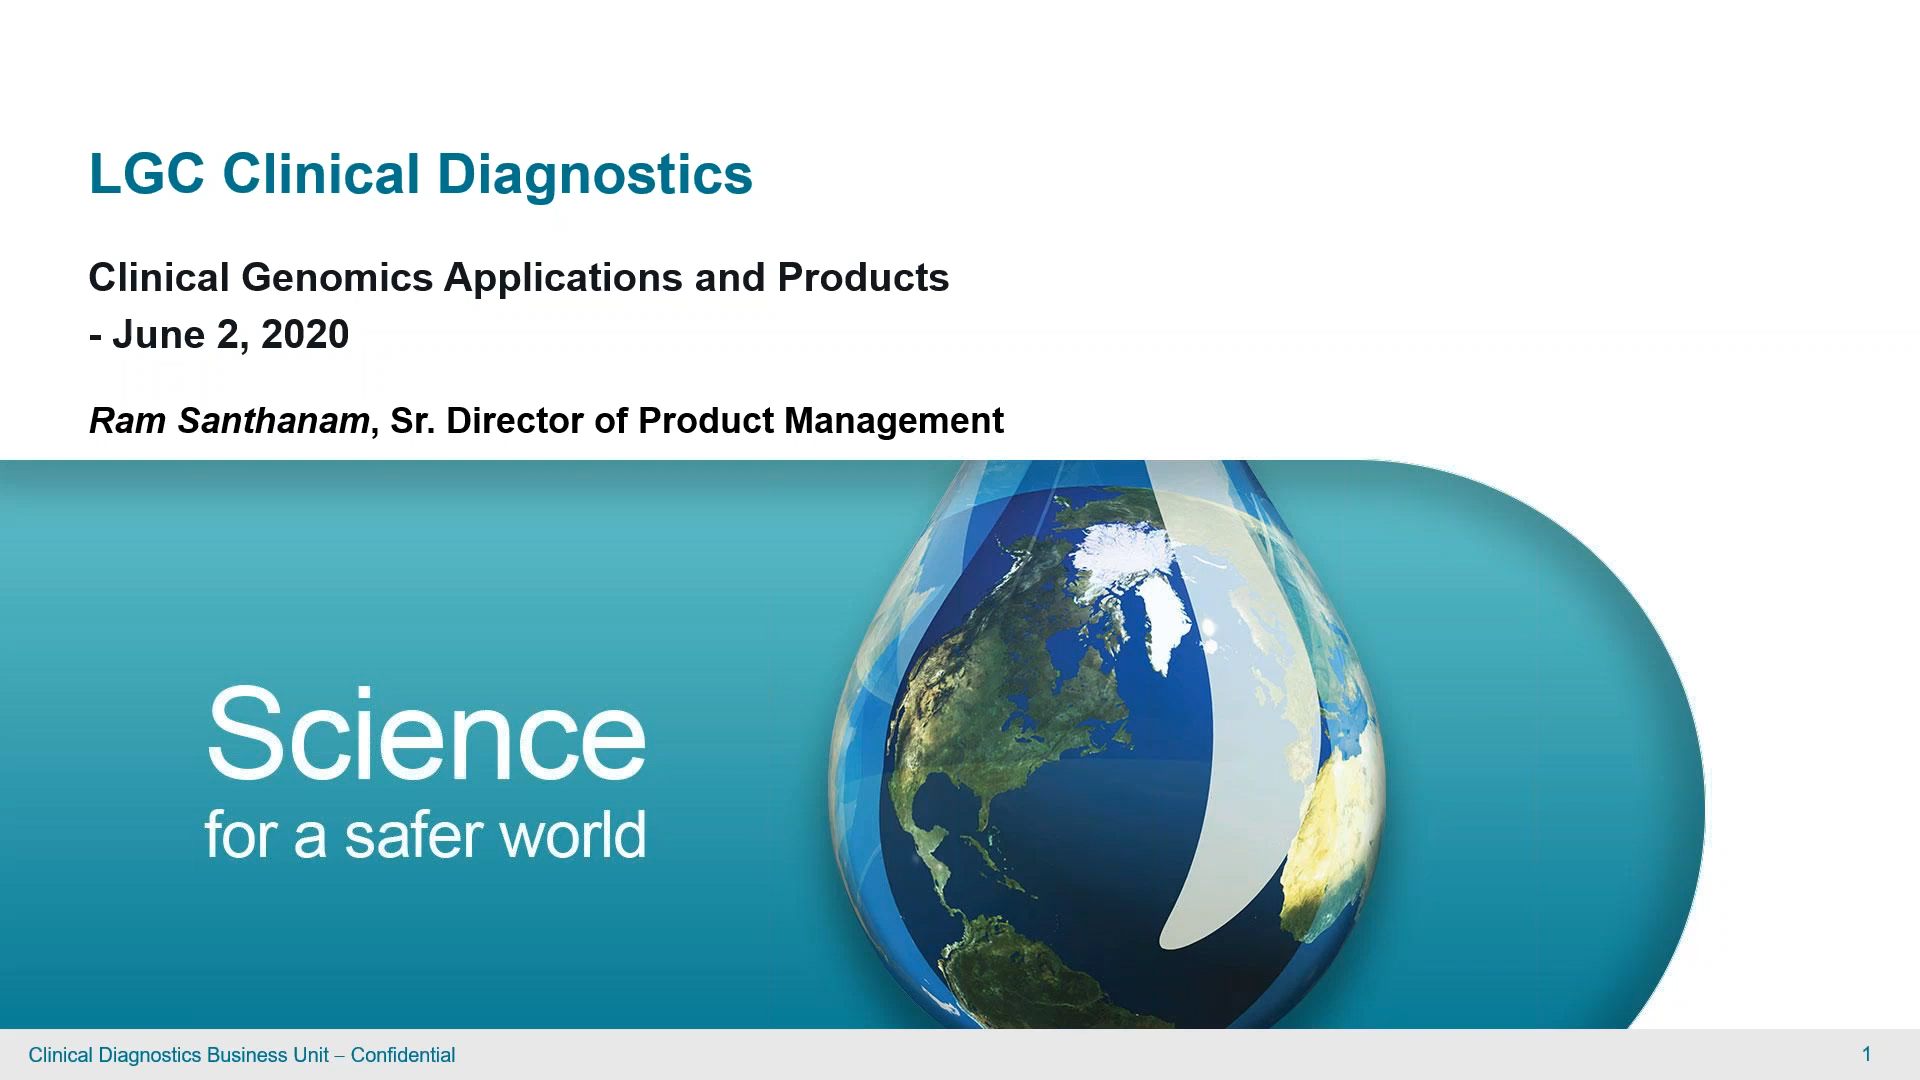 LGC Clinical Diagnostics
Clinical Genomics Applications and Products
- June 2, 2020
Ram Santhanam, Sr. Director of Product Management
Science
for a safer world
Clinical Diagnostics Business Unit – Confidential
1